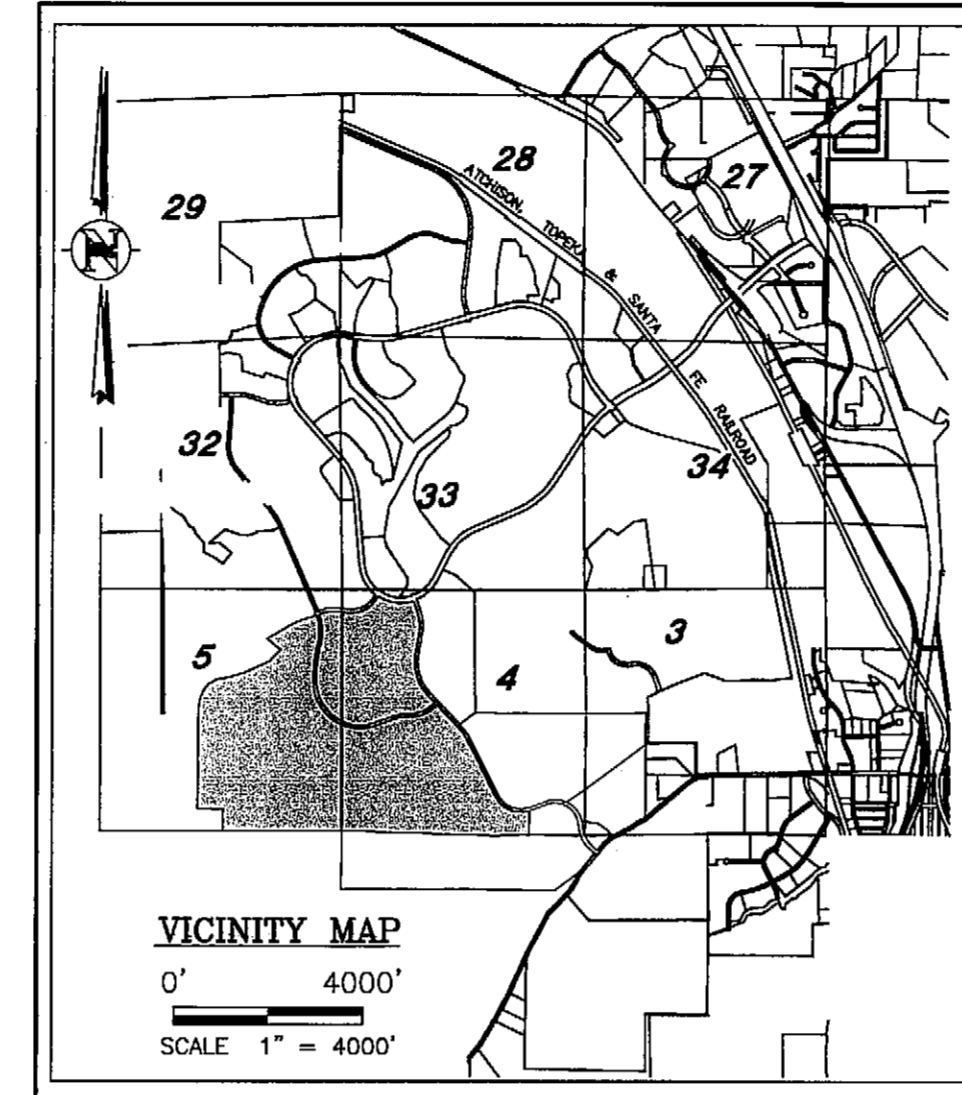 28
27
29
ATCHISON, TOPEKA & SANTA FE RAILROAD
N
32
34
33
3
5
4
VICINITY MAP
0' 4000'
SCALE 1" = 4000'